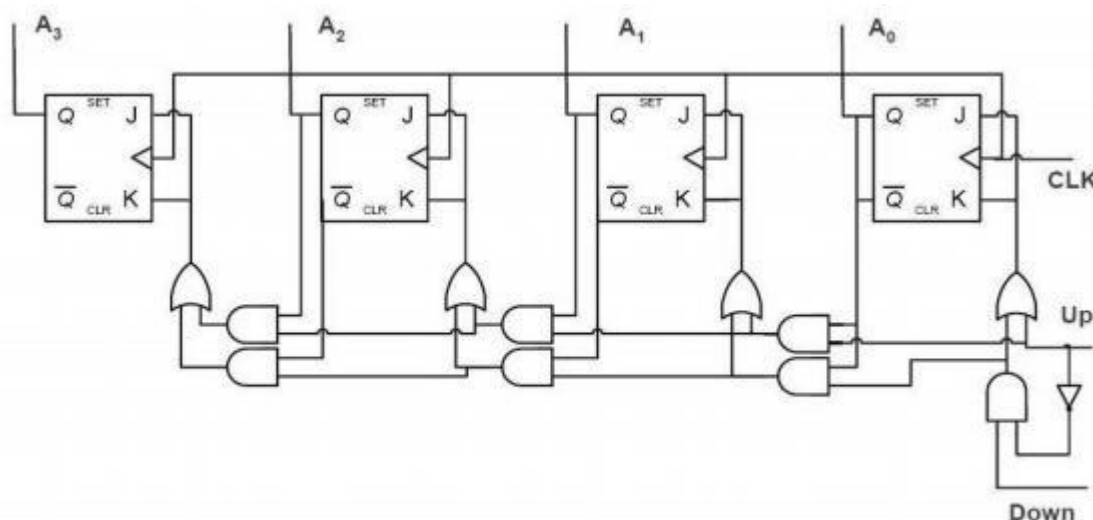 A₃ A₂ A₁ A₀
SET SET SET SET
Q J Q J Q J Q J
CLK
Q̅ K Q̅ K Q̅ K Q̅ K
CLR CLR CLR CLR
Up
Down